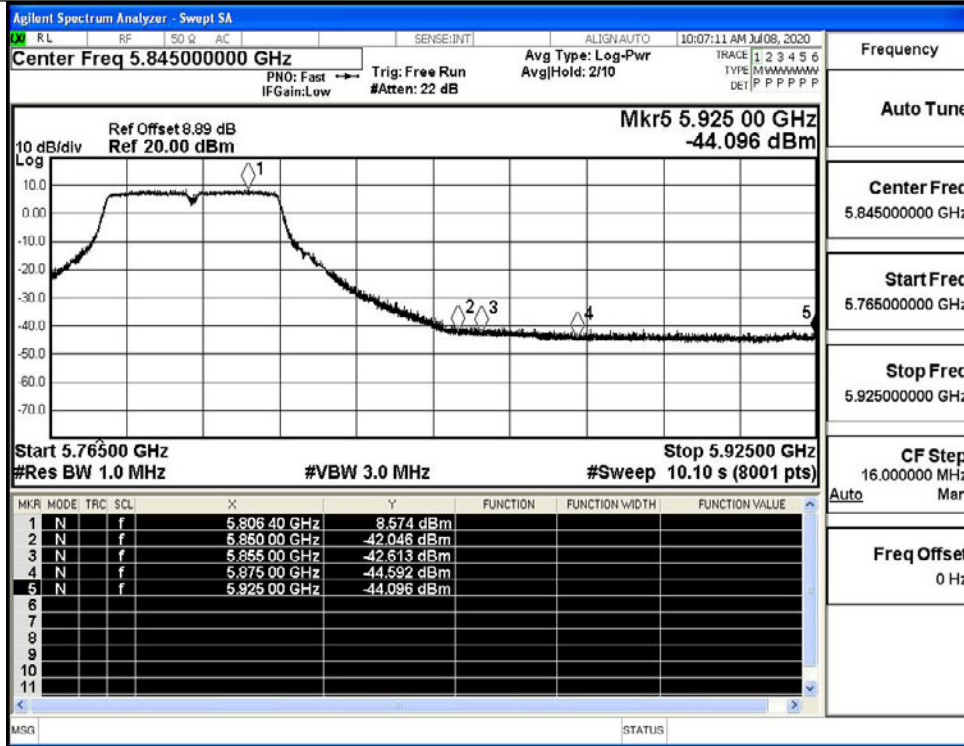 Agilent Spectrum Analyzer - Swept SA
RL RF 50 Ω AC SENSE:INT ALIGN AUTO 10:07:11 AM Jul 08, 2020
Center Freq 5.845000000 GHz
PNO: Fast
IFGain:Low
Trig: Free Run
#Atten: 22 dB
Avg Type: Log-Pwr
Avg|Hold: 2/10
TRACE 1 2 3 4 5 6
TYPE M W W W W W
DET P P P P P P
Frequency
Auto Tune
Center Freq
5.845000000 GHz
Start Freq
5.765000000 GHz
Stop Freq
5.925000000 GHz
CF Step
16.000000 MHz
Auto Man
Freq Offset
0 Hz
Mkr5 5.925 00 GHz
-44.096 dBm
Ref Offset 8.89 dB
10 dB/div Ref 20.00 dBm
Log
10.0
0.00
-10.0
-20.0
-30.0
-40.0
-50.0
-60.0
-70.0
1
2 3 4 5
Start 5.76500 GHz Stop 5.92500 GHz
#Res BW 1.0 MHz #VBW 3.0 MHz #Sweep 10.10 s (8001 pts)
MKR MODE TRC SCL X Y FUNCTION FUNCTION WIDTH FUNCTION VALUE
1 N f 5.806 40 GHz 8.574 dBm
2 N f 5.850 00 GHz -42.046 dBm
3 N f 5.855 00 GHz -42.613 dBm
4 N f 5.875 00 GHz -44.592 dBm
5 N f 5.925 00 GHz -44.096 dBm
6
7
8
9
10
11
MSG STATUS